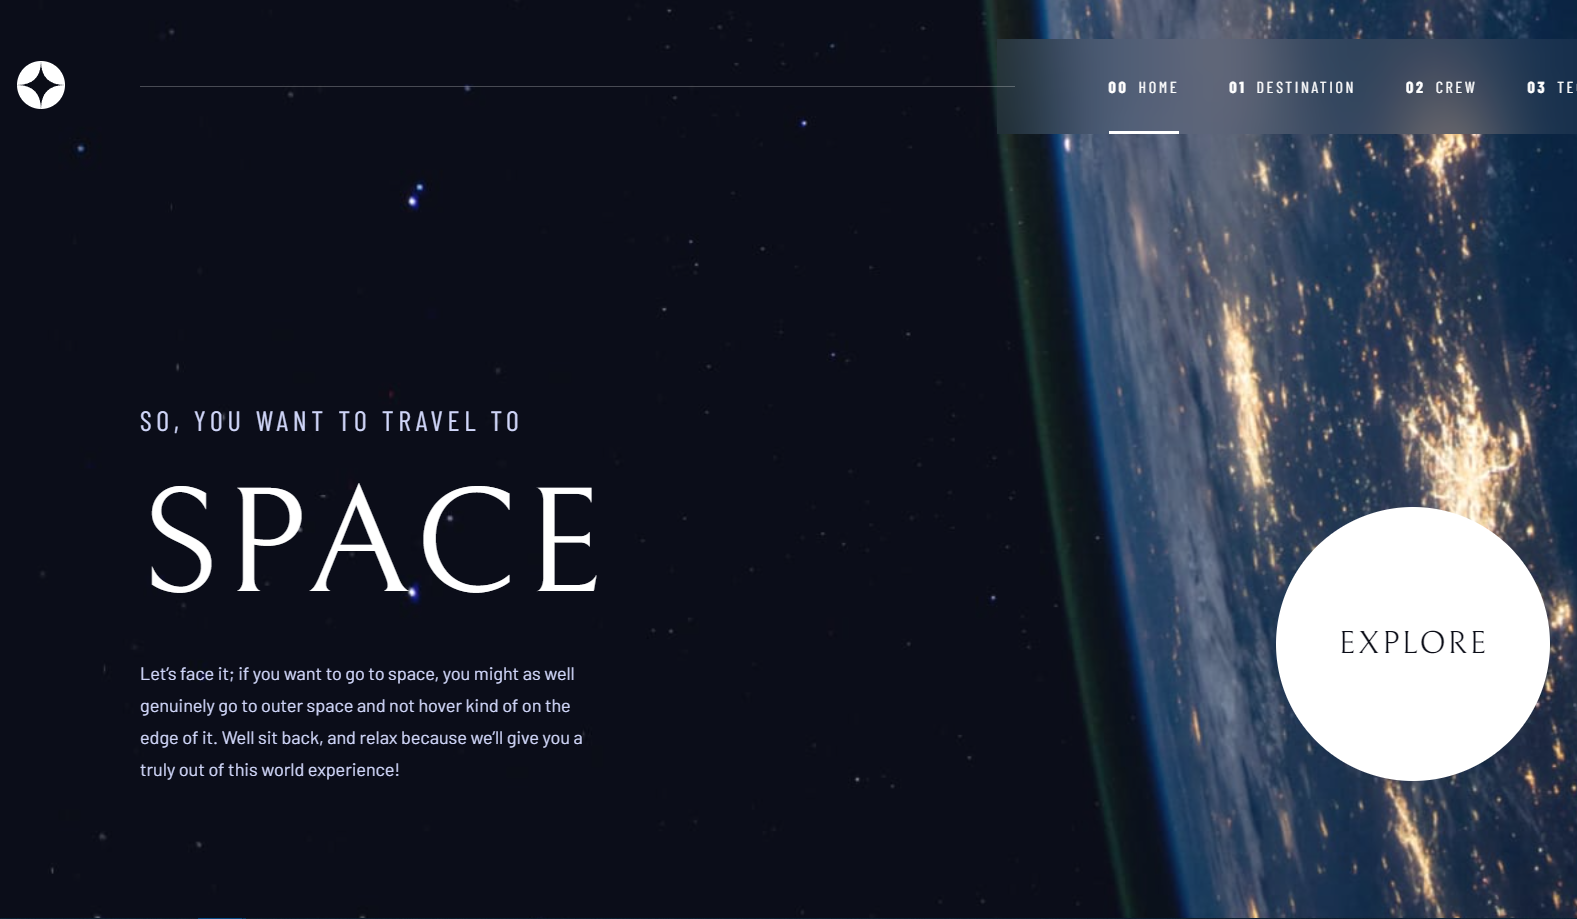 00 HOME 01 DESTINATION 02 CREW 03
SO, YOU WANT TO TRAVEL TO
SPACE
Let's face it; if you want to go to space, you might as well
genuinely go to outer space and not hover kind of on the
edge of it. Well sit back, and relax because we'll give you a
truly out of this world experience!
EXPLORE